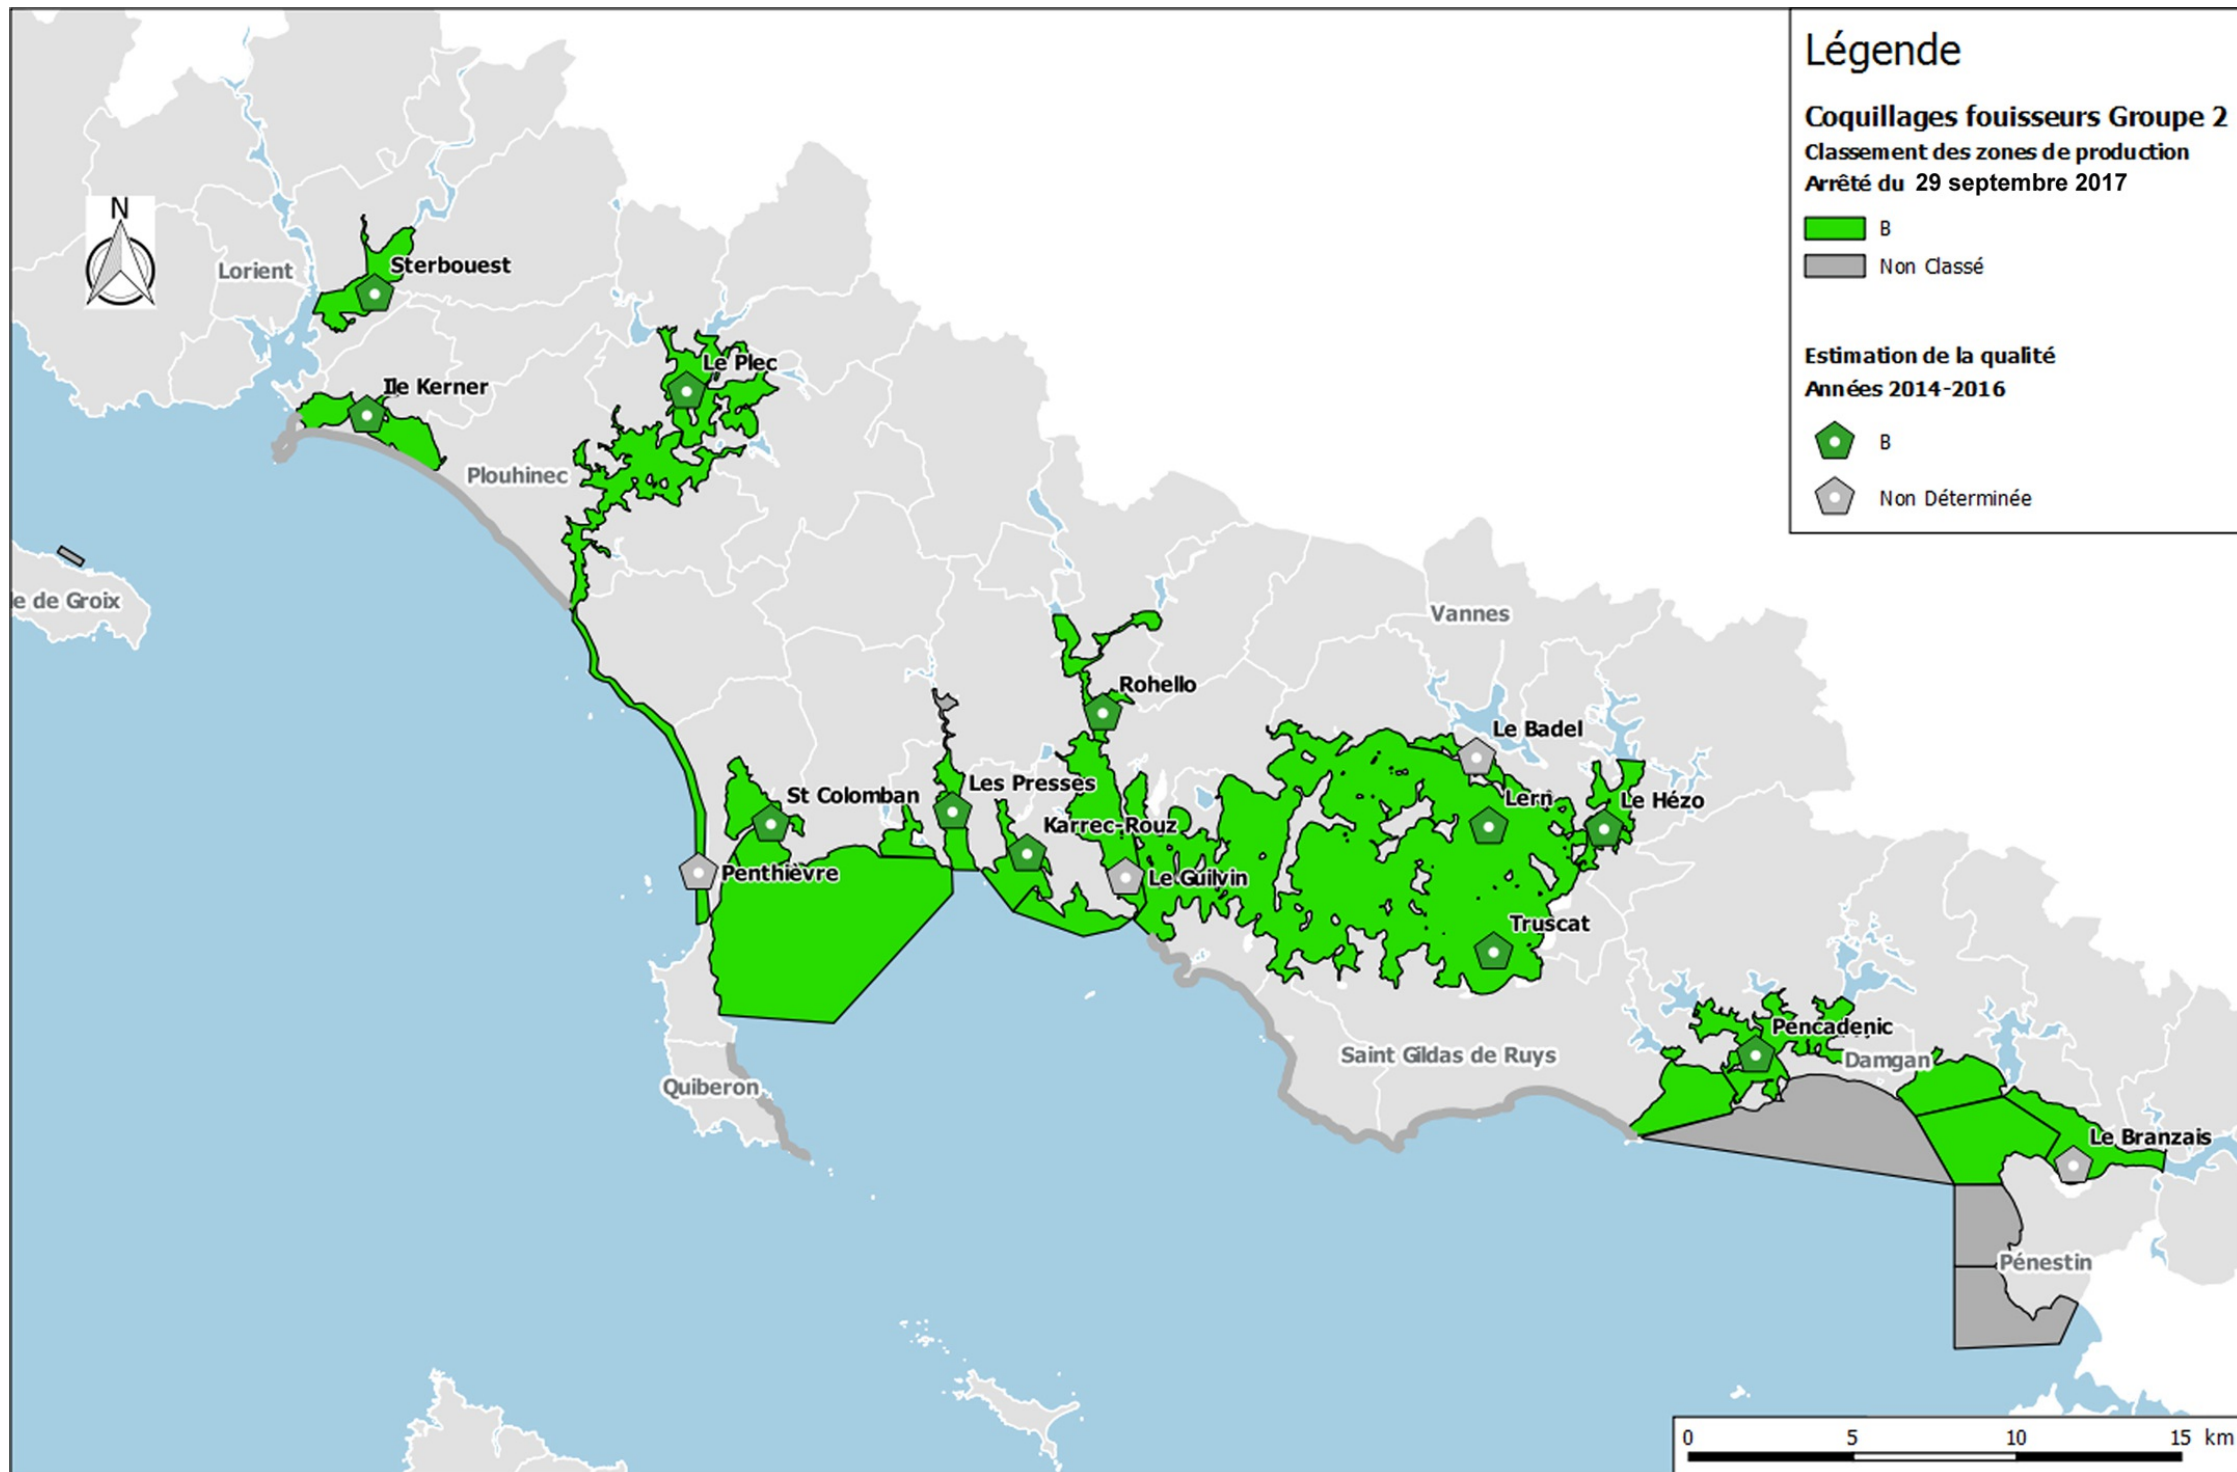 Légende
Coquillages fouisseurs Groupe 2
Classement des zones de production
Arrêté du 29 septembre 2017
B
Non Classé
Estimation de la qualité
Années 2014-2016
B
Non Déterminée
N
Lorient
Sterbouest
Le Plec
Ile Kerner
Plouhinec
e de Groix
Vannes
Rohello
Le Badel
Les Presses
St Colomban
Lern
Le Hézo
Karrec-Rouz
Penthièvre
Le Guilvin
Truscat
Pencadenic
Saint Gildas de Ruys
Damgan
Quiberon
Le Branzais
Pénestin
0 5 10 15 km